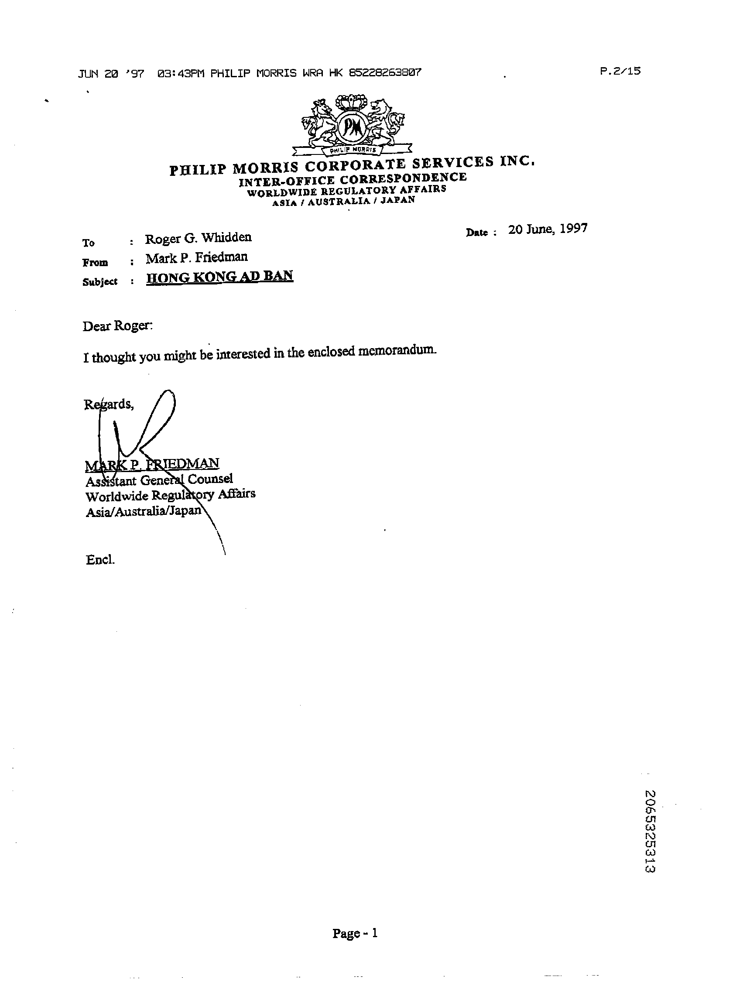 JUN 20 '97 03:43PM PHILIP MORRIS WRA HK 85228263807 P.2/15
PM
PHILIP MORRIS
PHILIP MORRIS CORPORATE SERVICES INC.
INTER-OFFICE CORRESPONDENCE
WORLDWIDE REGULATORY AFFAIRS
ASIA / AUSTRALIA / JAPAN
To : Roger G. Whidden Date : 20 June, 1997
From : Mark P. Friedman
Subject : HONG KONG AD BAN
Dear Roger:
I thought you might be interested in the enclosed memorandum.
Regards,
MARK P. FRIEDMAN
Assistant General Counsel
Worldwide Regulatory Affairs
Asia/Australia/Japan
Encl.
2065325313
Page - 1